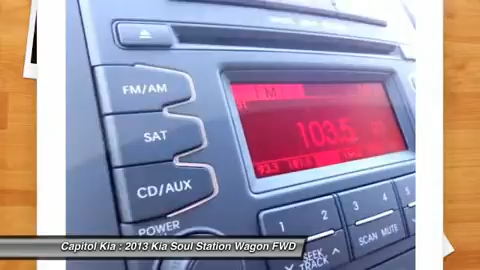 FM/AM
SAT
CD/AUX
POWER
FM
103.5
1
2
3
4
SEEK
TRACK
SCAN
MUTE
Capitol Kia : 2013 Kia Soul Station Wagon FWD